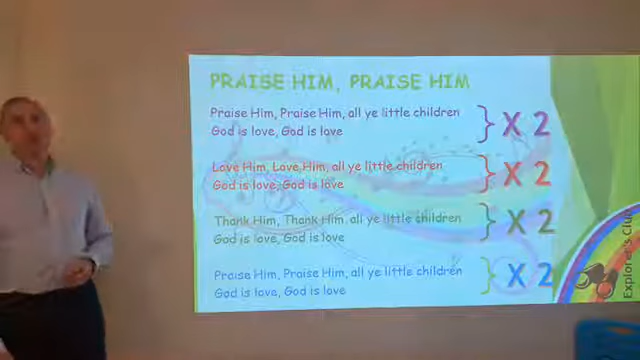 PRAISE HIM, PRAISE HIM
Praise Him, Praise Him, all ye little children
God is love, God is love
} X 2
Love Him, Love Him, all ye little children
God is love, God is love
} X 2
Thank Him, Thank Him, all ye little children
God is love, God is love
} X 2
Praise Him, Praise Him, all ye little children
God is love, God is love
} X 2
Explorer's Club